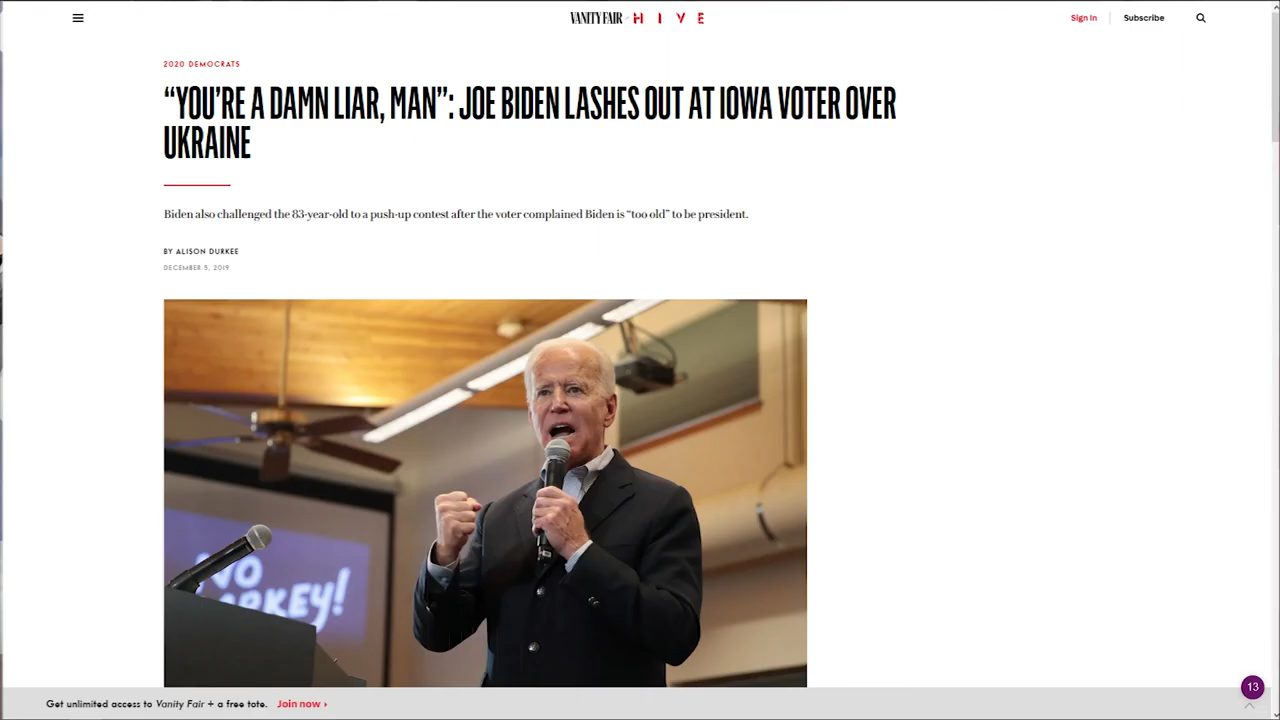 VANITY FAIR HIVE
Sign In
Subscribe
2020 DEMOCRATS
“YOU’RE A DAMN LIAR, MAN”: JOE BIDEN LASHES OUT AT IOWA VOTER OVER
UKRAINE
Biden also challenged the 83-year-old to a push-up contest after the voter complained Biden is “too old” to be president.
BY ALISON DURKEE
DECEMBER 5, 2019
NO
Get unlimited access to Vanity Fair + a free tote. Join now ›
13